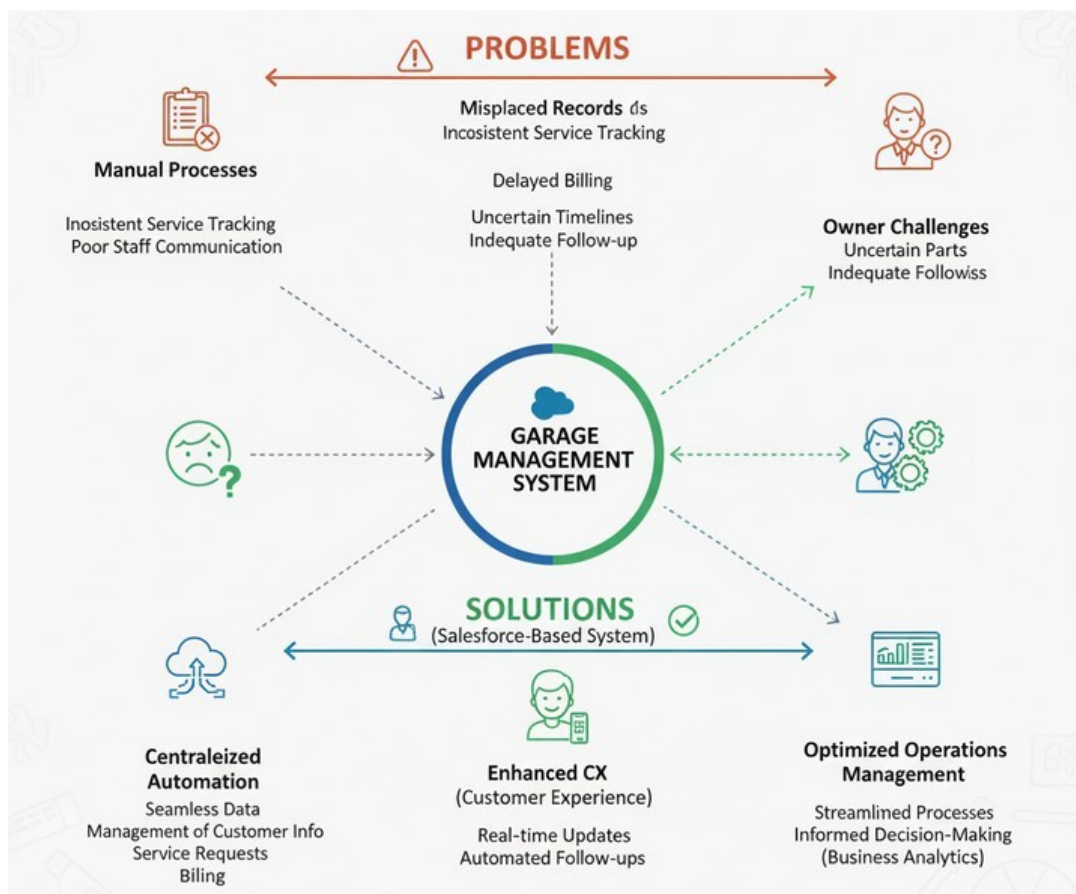 PROBLEMS
Misplaced Records ds
Incosistent Service Tracking
Delayed Billing
Uncertain Timelines
Indequate Follow-up
Manual Processes
Inosistent Service Tracking
Poor Staff Communication
Owner Challenges
Uncertain Parts
Indequate Followiss
GARAGE
MANAGEMENT
SYSTEM
SOLUTIONS
(Salesforce-Based System)
Centraleized
Automation
Seamless Data
Management of Customer Info
Service Requests
Biling
Enhanced CX
(Customer Experience)
Real-time Updates
Automated Follow-ups
Optimized Operations
Management
Streamlined Processes
Informed Decision-Making
(Business Analytics)